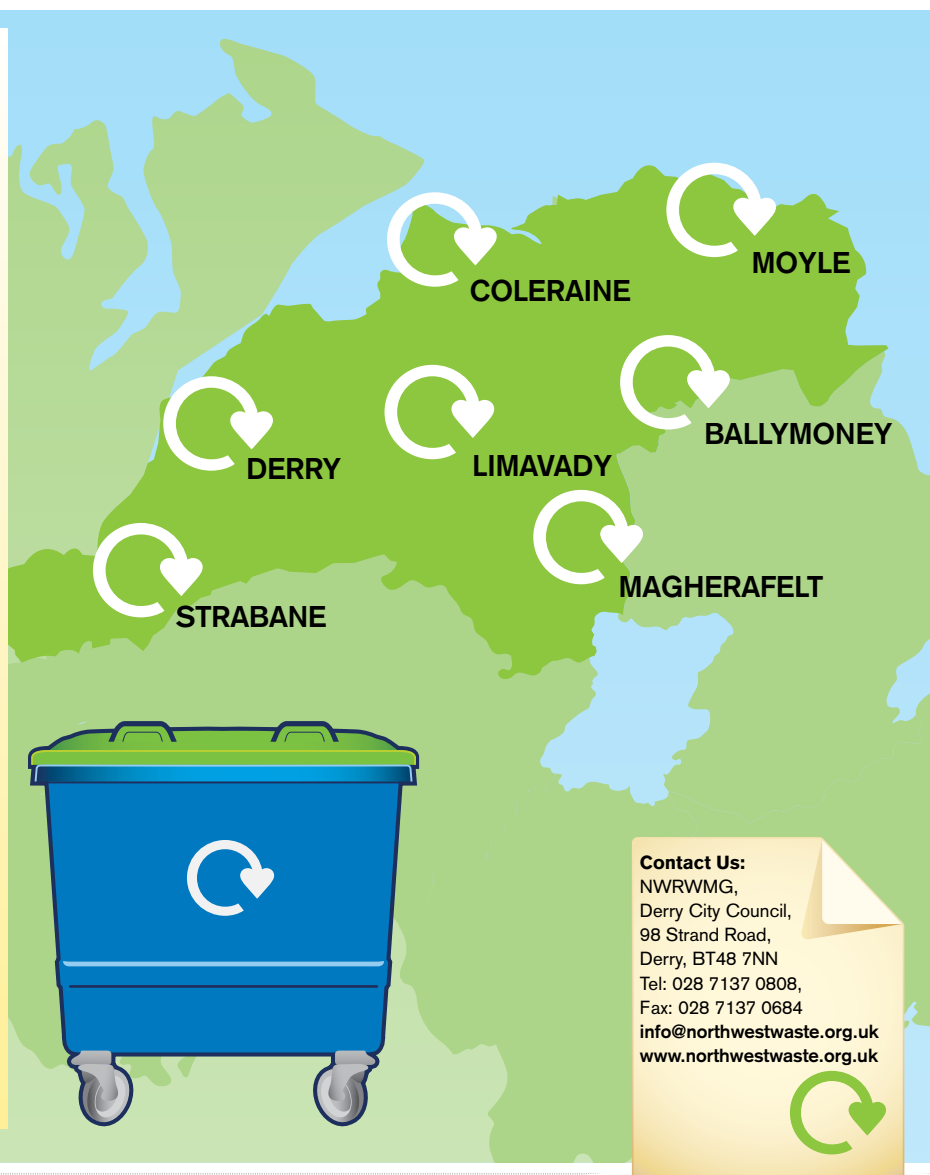 MOYLE
COLERAINE
BALLYMONEY
DERRY
LIMAVADY
MAGHERAFELT
STRABANE
Contact Us:
NWRWMG,
Derry City Council,
98 Strand Road,
Derry, BT48 7NN
Tel: 028 7137 0808,
Fax: 028 7137 0684
info@northwestwaste.org.uk
www.northwestwaste.org.uk